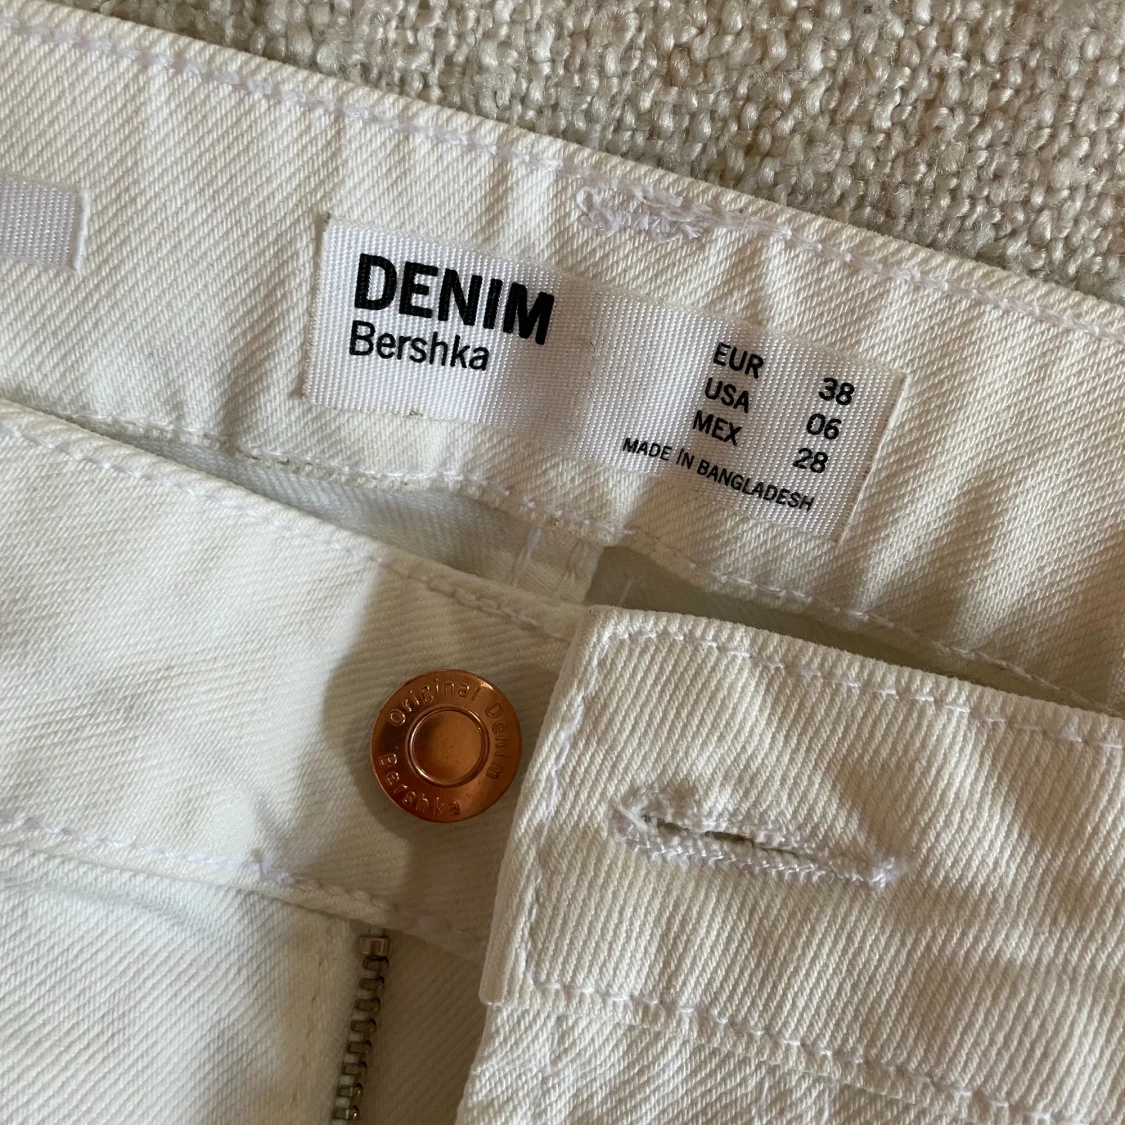 DENIM
Bershka
EUR 38
USA 06
MEX 28
MADE IN BANGLADESH
Original Denim
Bershka